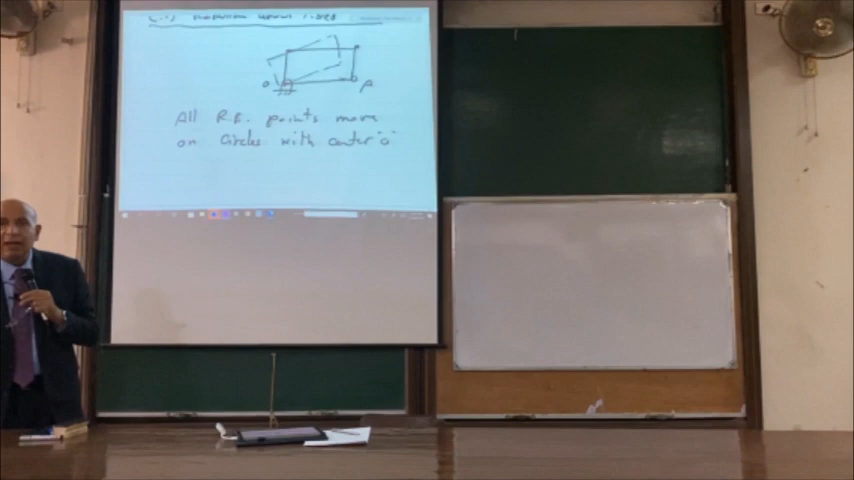 O A
All R.B. points move
on Circles with center "o"